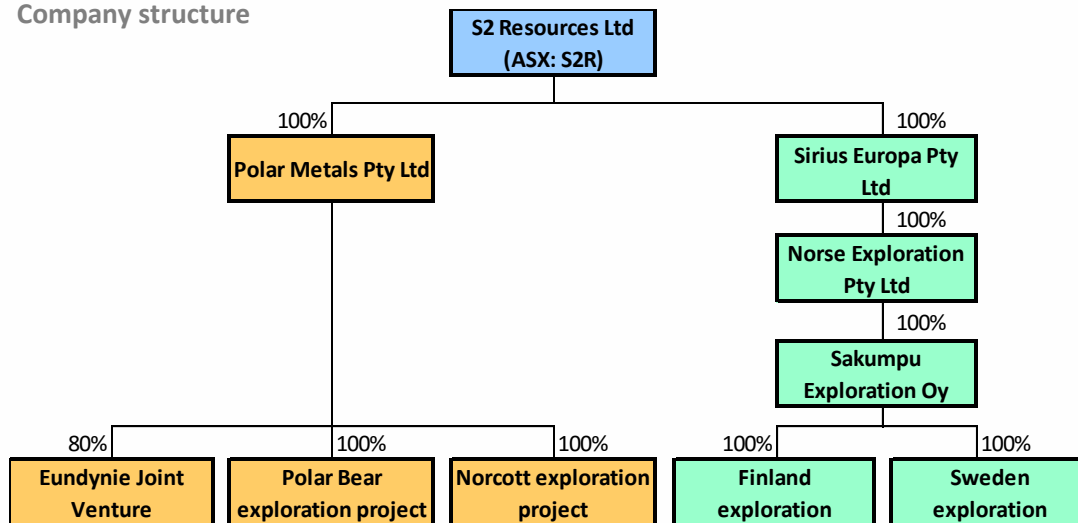 Company structure
S2 Resources Ltd
(ASX: S2R)
100%
100%
Polar Metals Pty Ltd
Sirius Europa Pty
Ltd
100%
Norse Exploration
Pty Ltd
100%
Sakumpu
Exploration Oy
80%
100%
100%
100%
100%
Eundynie Joint
Venture
Polar Bear
exploration project
Norcott exploration
project
Finland
exploration
Sweden
exploration